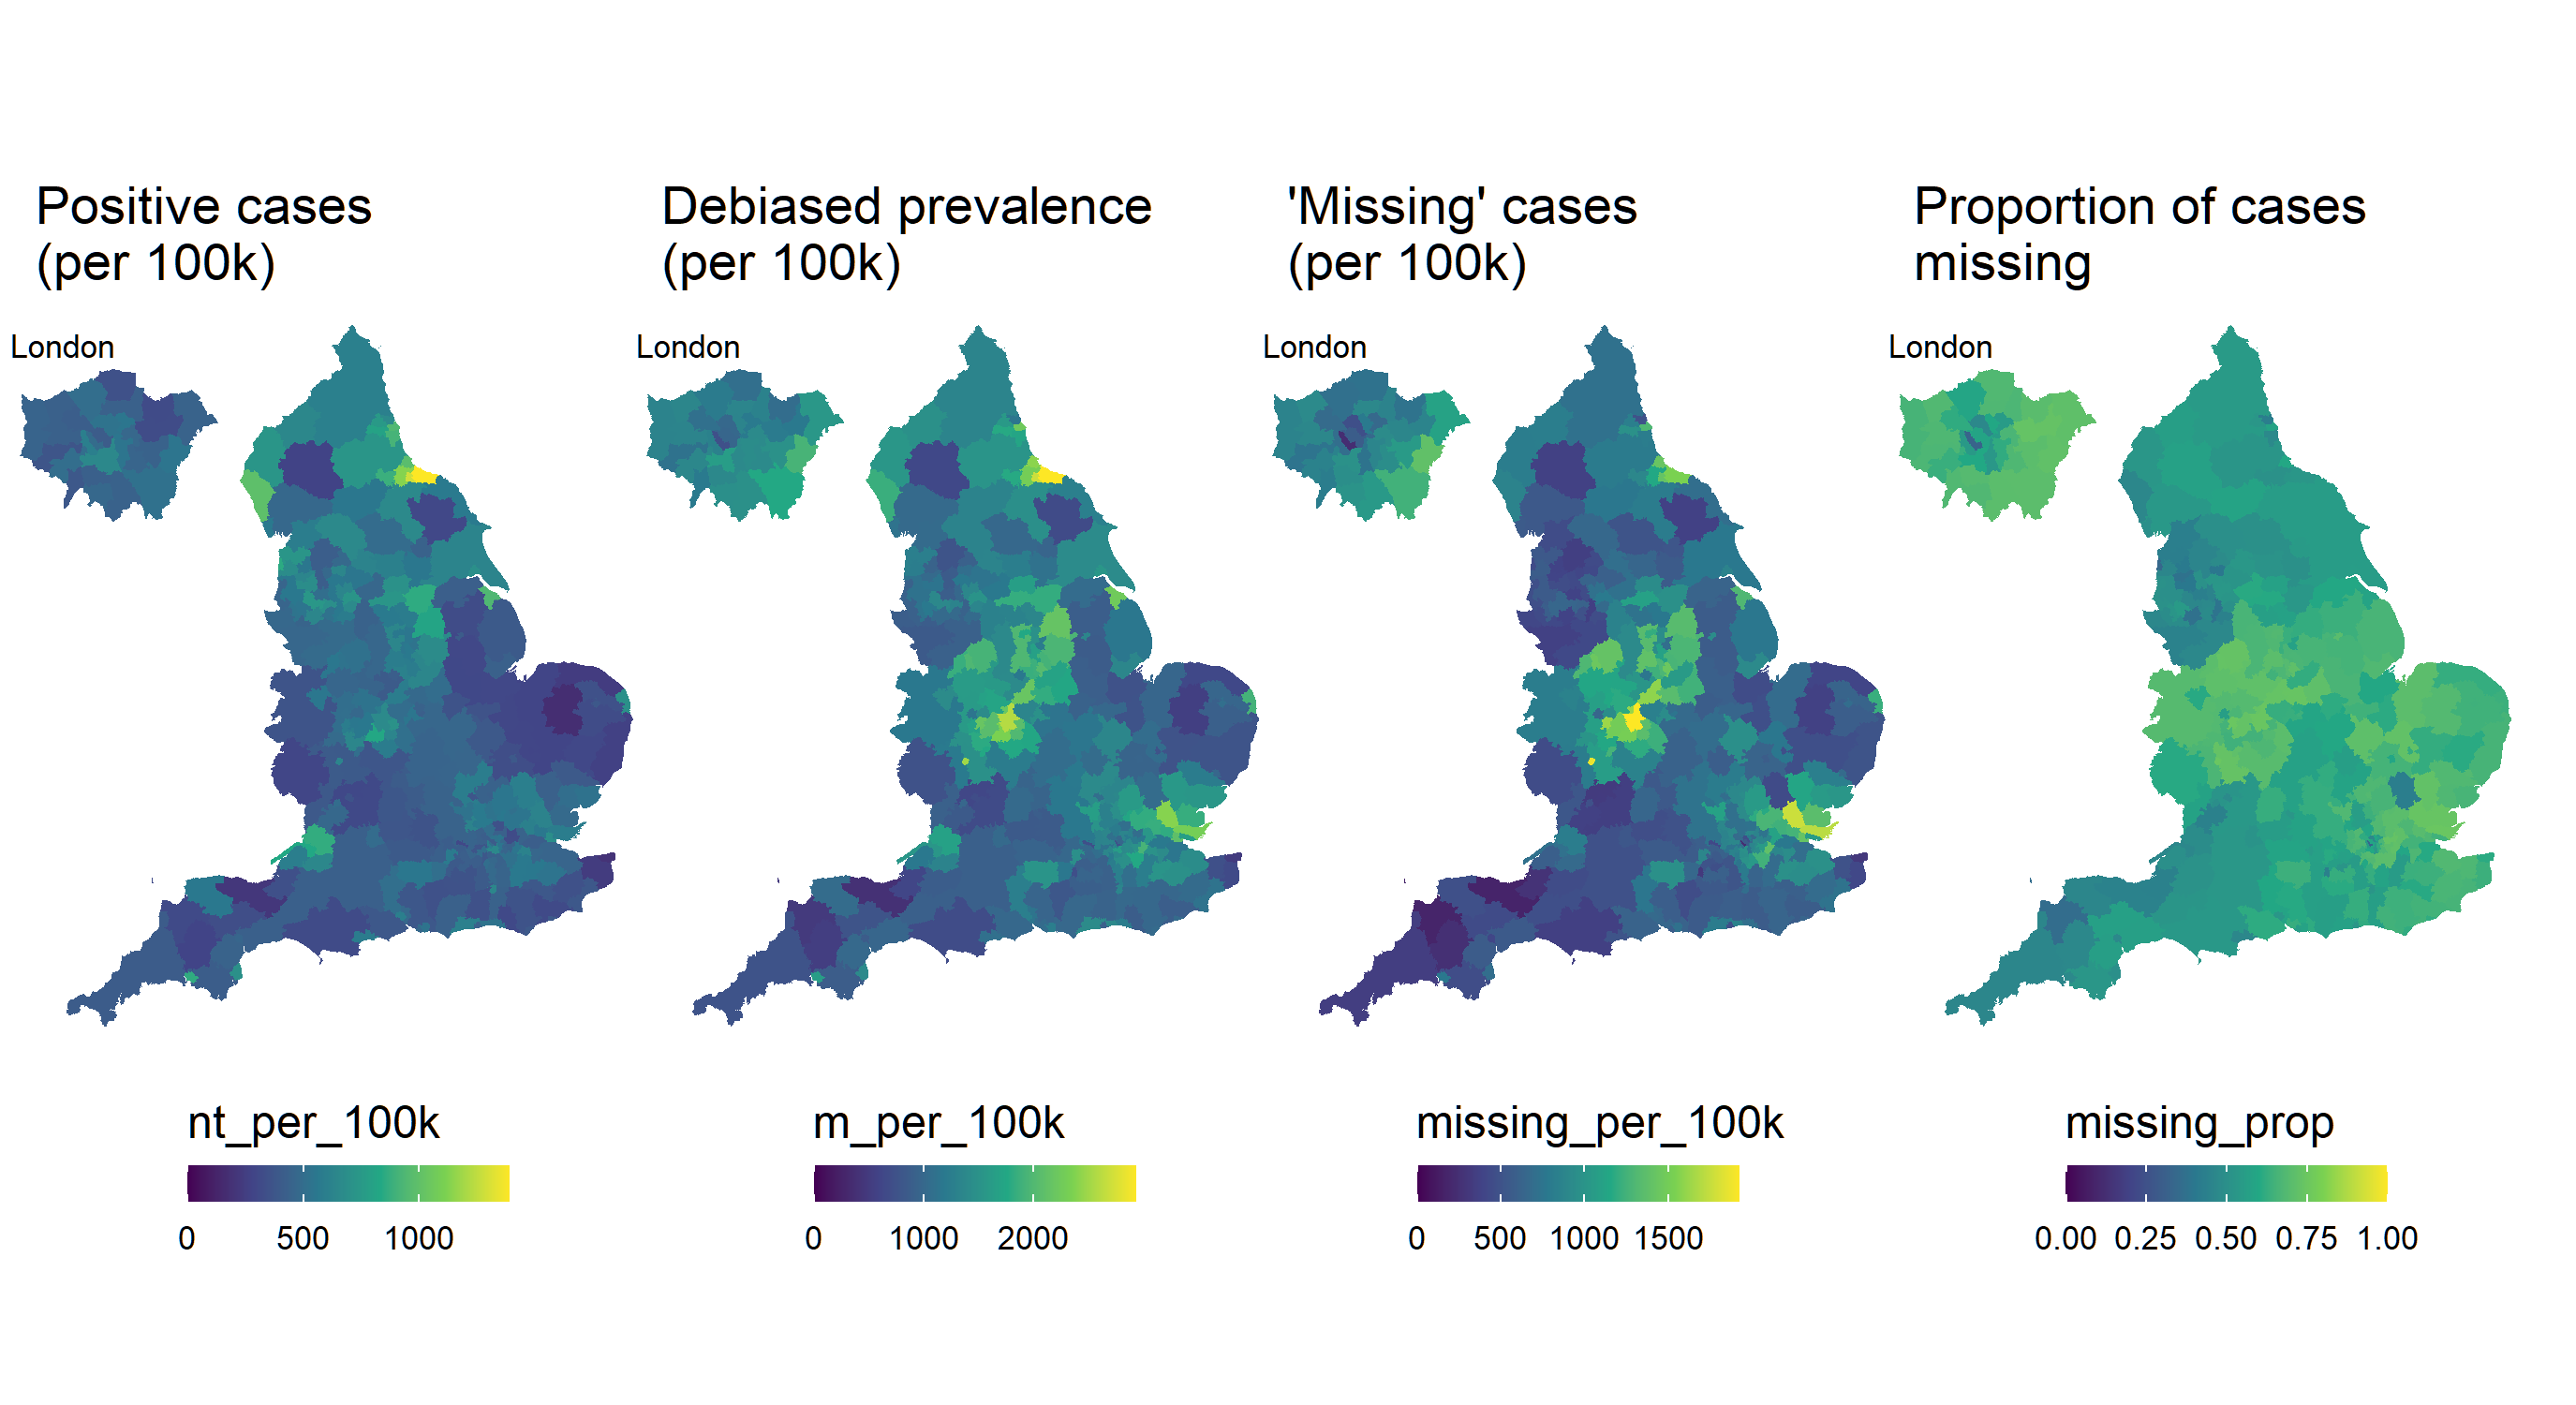 Positive cases
(per 100k)
Debiased prevalence
(per 100k)
'Missing' cases
(per 100k)
Proportion of cases
missing
London
London
London
London
nt_per_100k
0 500 1000
m_per_100k
0 1000 2000
missing_per_100k
0 500 1000 1500
missing_prop
0.00 0.25 0.50 0.75 1.00